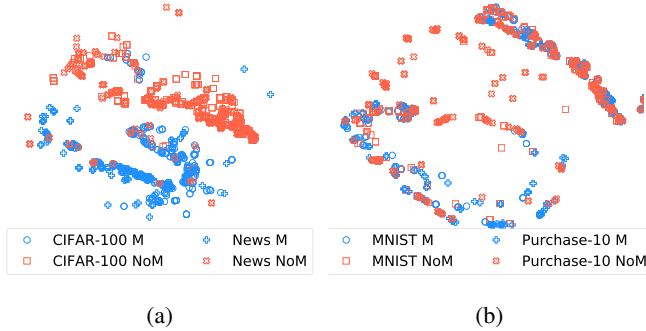 CIFAR-100 M News M
CIFAR-100 NoM News NoM
MNIST M Purchase-10 M
MNIST NoM Purchase-10 NoM
(a) (b)